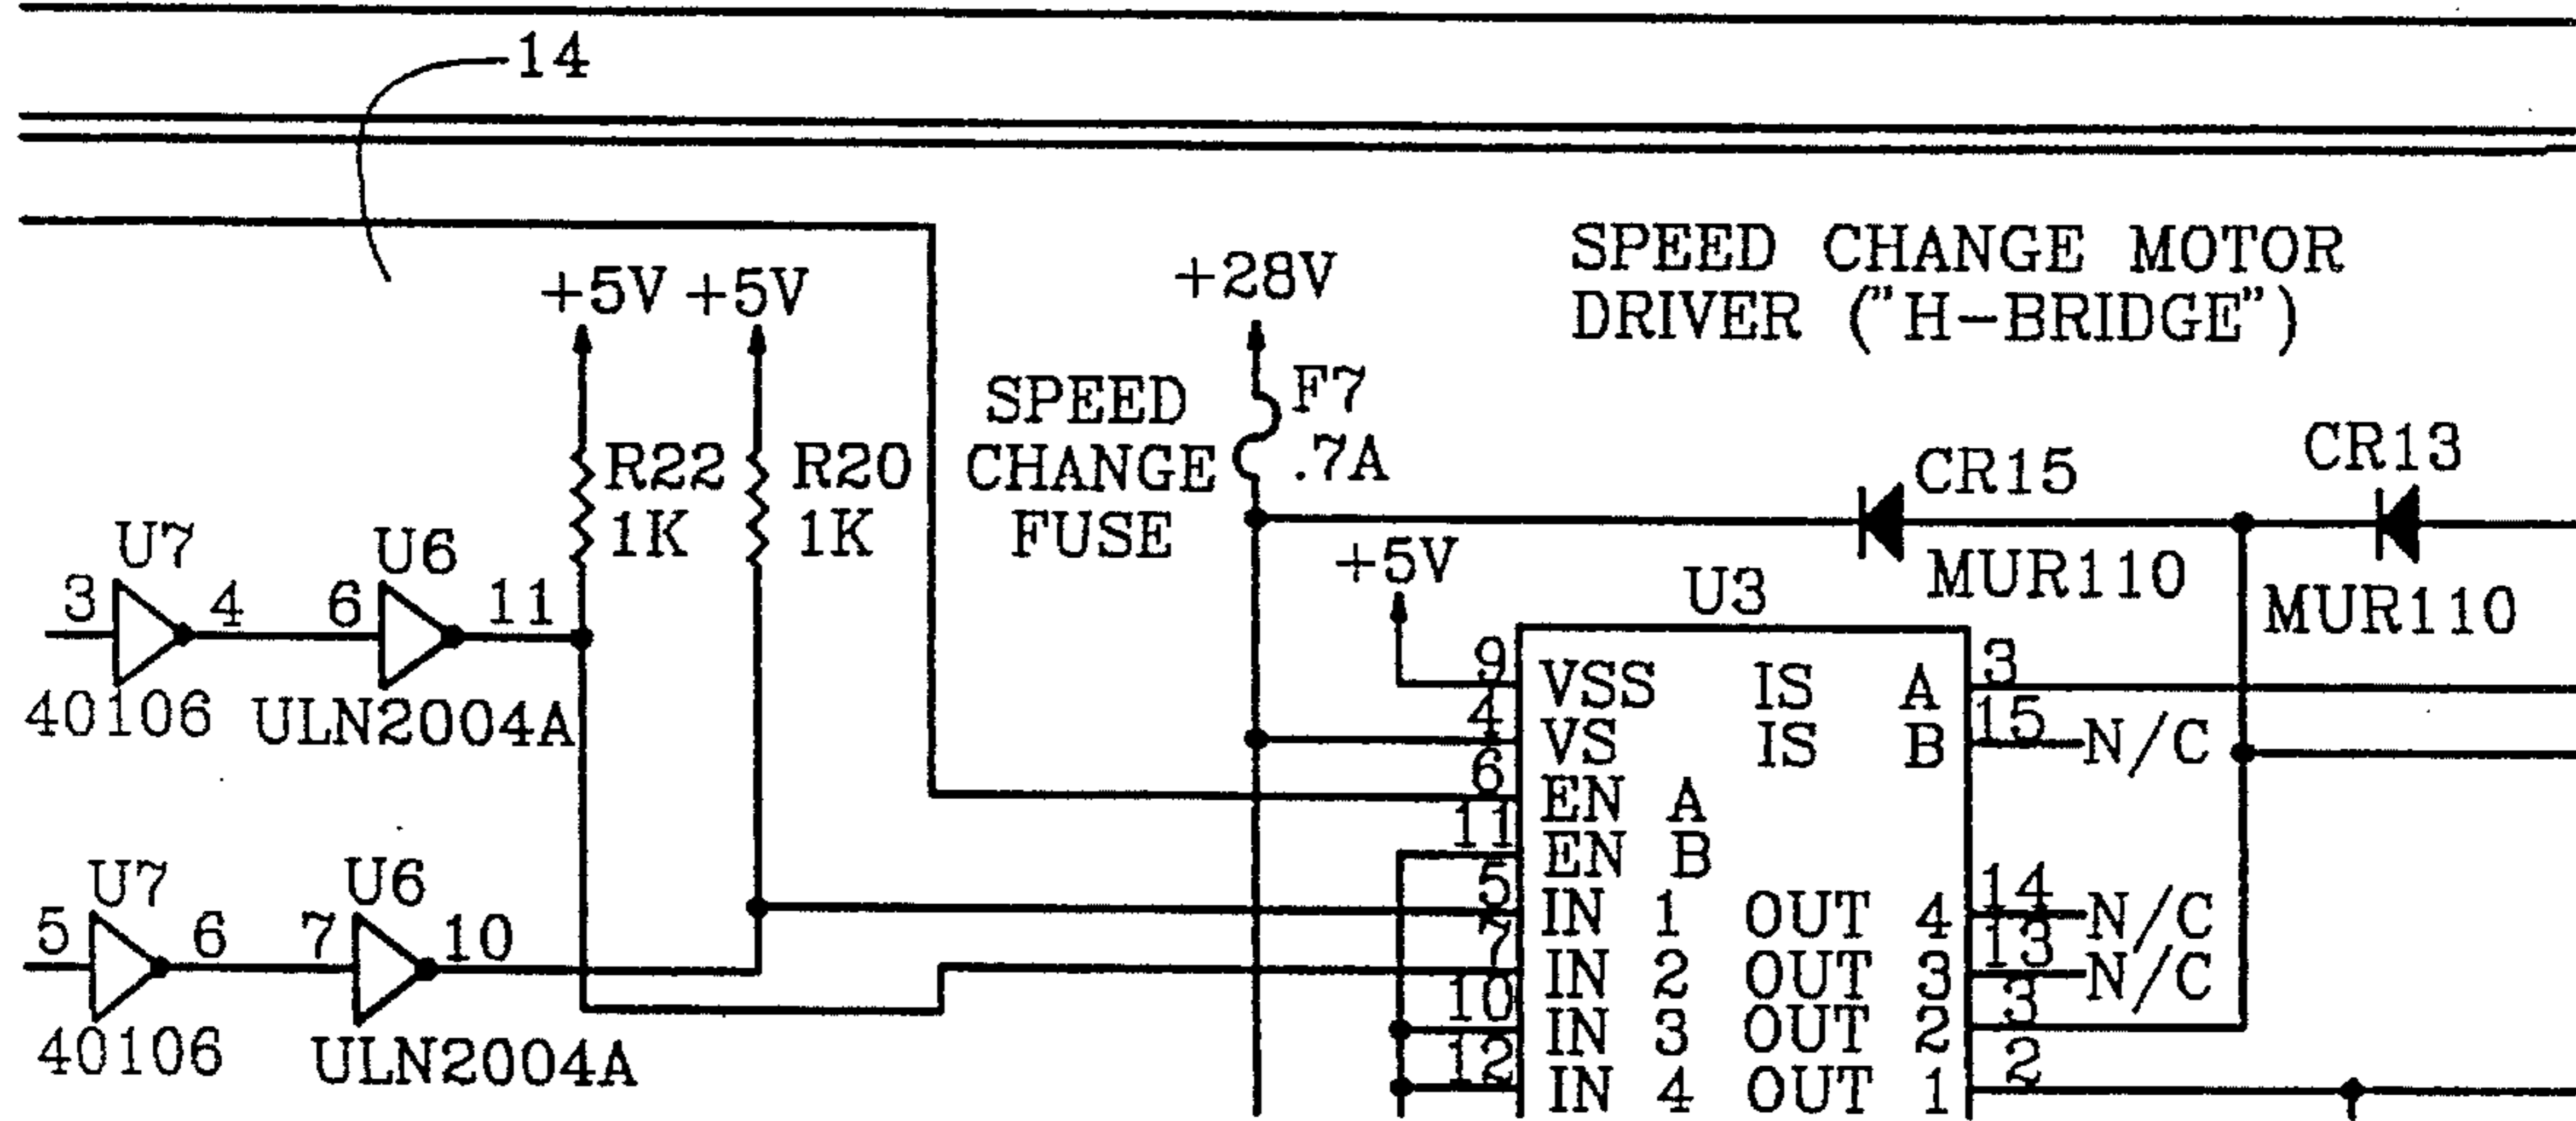 14
+5V +5V
+28V
SPEED CHANGE MOTOR
DRIVER ("H-BRIDGE")
SPEED
CHANGE
FUSE
F7
.7A
R22
1K
R20
1K
CR15
MUR110
CR13
MUR110
+5V
U3
U7
3 4
40106
U6
6 11
ULN2004A
U7
5 6
40106
U6
7 10
ULN2004A
9 VSS IS A 3
4 VS IS B 15 N/C
6 EN A
11 EN B
5 IN 1 OUT 4 14 N/C
7 IN 2 OUT 3 13 N/C
10 IN 3 OUT 2 3
12 IN 4 OUT 1 2